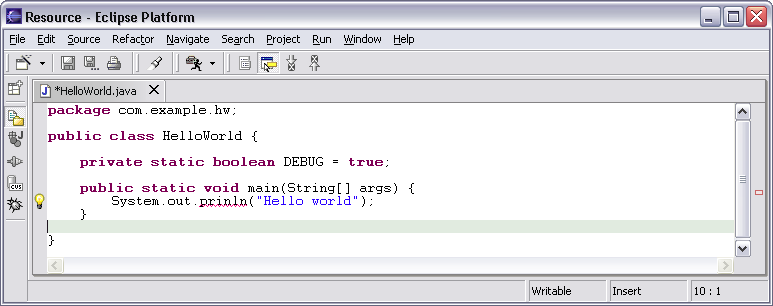 Resource - Eclipse Platform
File Edit Source Refactor Navigate Search Project Run Window Help
*HelloWorld.java
package com.example.hw;
public class HelloWorld {
private static boolean DEBUG = true;
public static void main(String[] args) {
System.out.prinln("Hello world");
}
}
Writable Insert 10 : 1